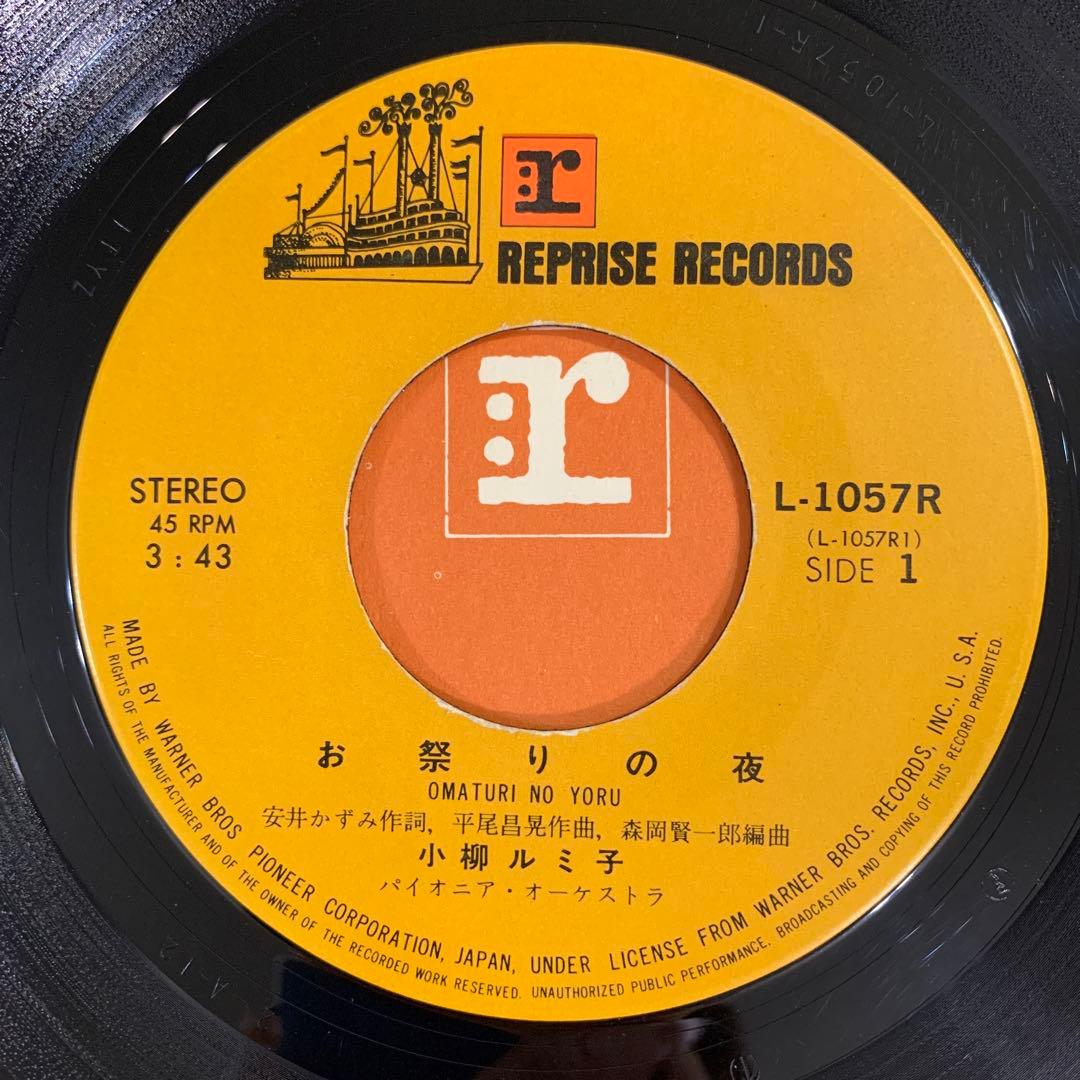 r
REPRISE RECORDS
r
STEREO
45 RPM
3 : 43
L-1057R
(L-1057R1)
SIDE 1
お祭りの夜
OMATURI NO YORU
安井かずみ作詞, 平尾昌晃作曲, 森岡賢一郎編曲
小柳ルミ子
パイオニア・オーケストラ
MADE BY WARNER BROS PIONEER CORPORATION, JAPAN, UNDER LICENSE FROM WARNER BROS. RECORDS, INC., U. S. A.
ALL RIGHTS OF THE MANUFACTURER AND OF THE OWNER OF THE RECORDED WORK RESERVED. UNAUTHORIZED PUBLIC PERFORMANCE. BROADCASTING AND COPYING OF THIS RECORD PROHIBITED.